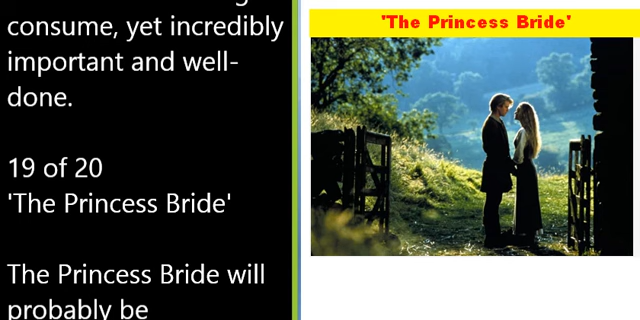 consume, yet incredibly
important and well-
done.
19 of 20
'The Princess Bride'
The Princess Bride will
probably be
'The Princess Bride'